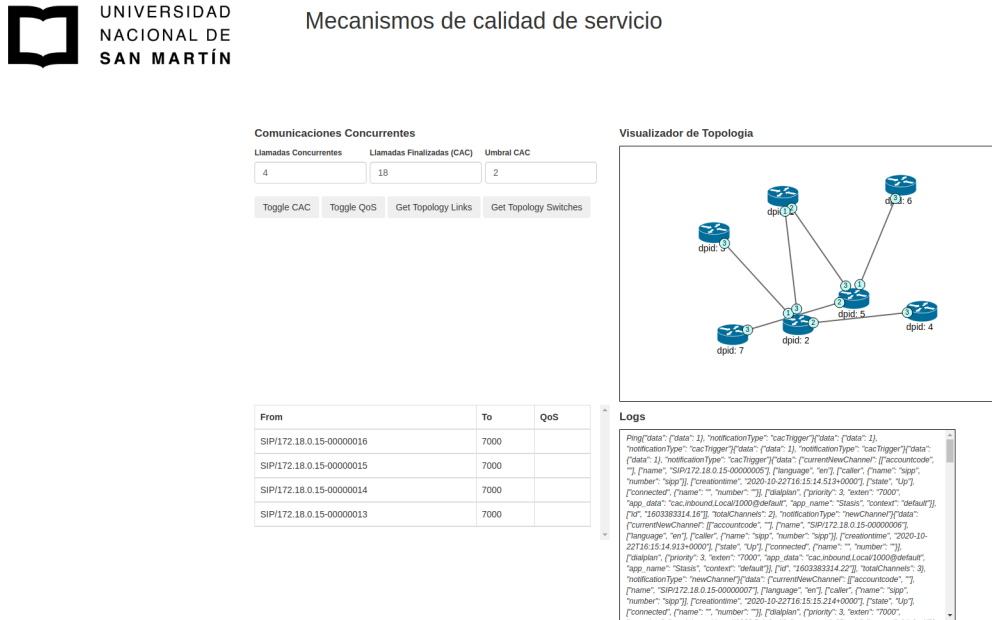 UNIVERSIDAD
NACIONAL DE
SAN MARTÍN
Mecanismos de calidad de servicio
Comunicaciones Concurrentes
Llamadas Concurrentes
Llamadas Finalizadas (CAC)
Umbral CAC
4
18
2
Toggle CAC
Toggle QoS
Get Topology Links
Get Topology Switches
Visualizador de Topologia
3
dpid: 6
1
2
3
3
1
2
dpid: 5
1
3
2
dpid: 2
3
dpid: 4
3
dpid: 7
From To QoS
SIP/172.18.0.15-00000016 7000
SIP/172.18.0.15-00000015 7000
SIP/172.18.0.15-00000014 7000
SIP/172.18.0.15-00000013 7000
Logs
Ping{"data": {"data": 1}, "notificationType": "cacTrigger"}{"data": {"data": 1},
"notificationType": "cacTrigger"}{"data": {"data": 1}, "notificationType": "cacTrigger"}{"data":
{"data": 1}, "notificationType": "cacTrigger"}{"data": {"currentNewChannel": [["accountcode",
""], ["name", "SIP/172.18.0.15-00000005"], ["language", "en"], ["caller", {"name": "sipp",
"number": "sipp"}], ["creationtime", "2020-10-22T16:15:14.513+0000"], ["state", "Up"],
["connected", {"name": "", "number": ""}], ["dialplan", {"priority": 3, "exten": "7000",
"app_data": "cac,inbound,Local/1000@default", "app_name": "Stasis", "context": "default"}],
["id", "1603383314.16"]], "totalChannels": 2}, "notificationType": "newChannel"}{"data":
{"currentNewChannel": [["accountcode", ""], ["name", "SIP/172.18.0.15-00000006"],
["language", "en"], ["caller", {"name": "sipp", "number": "sipp"}], ["creationtime", "2020-10-
22T16:15:14.913+0000"], ["state", "Up"], ["connected", {"name": "", "number": ""}],
["dialplan", {"priority": 3, "exten": "7000", "app_data": "cac,inbound,Local/1000@default",
"app_name": "Stasis", "context": "default"}], ["id", "1603383314.22"]], "totalChannels": 3},
"notificationType": "newChannel"}{"data": {"currentNewChannel": [["accountcode", ""],
["name", "SIP/172.18.0.15-00000007"], ["language", "en"], ["caller", {"name": "sipp",
"number": "sipp"}], ["creationtime", "2020-10-22T16:15:15.214+0000"], ["state", "Up"],
["connected", {"name": "", "number": ""}], ["dialplan", {"priority": 3, "exten": "7000",